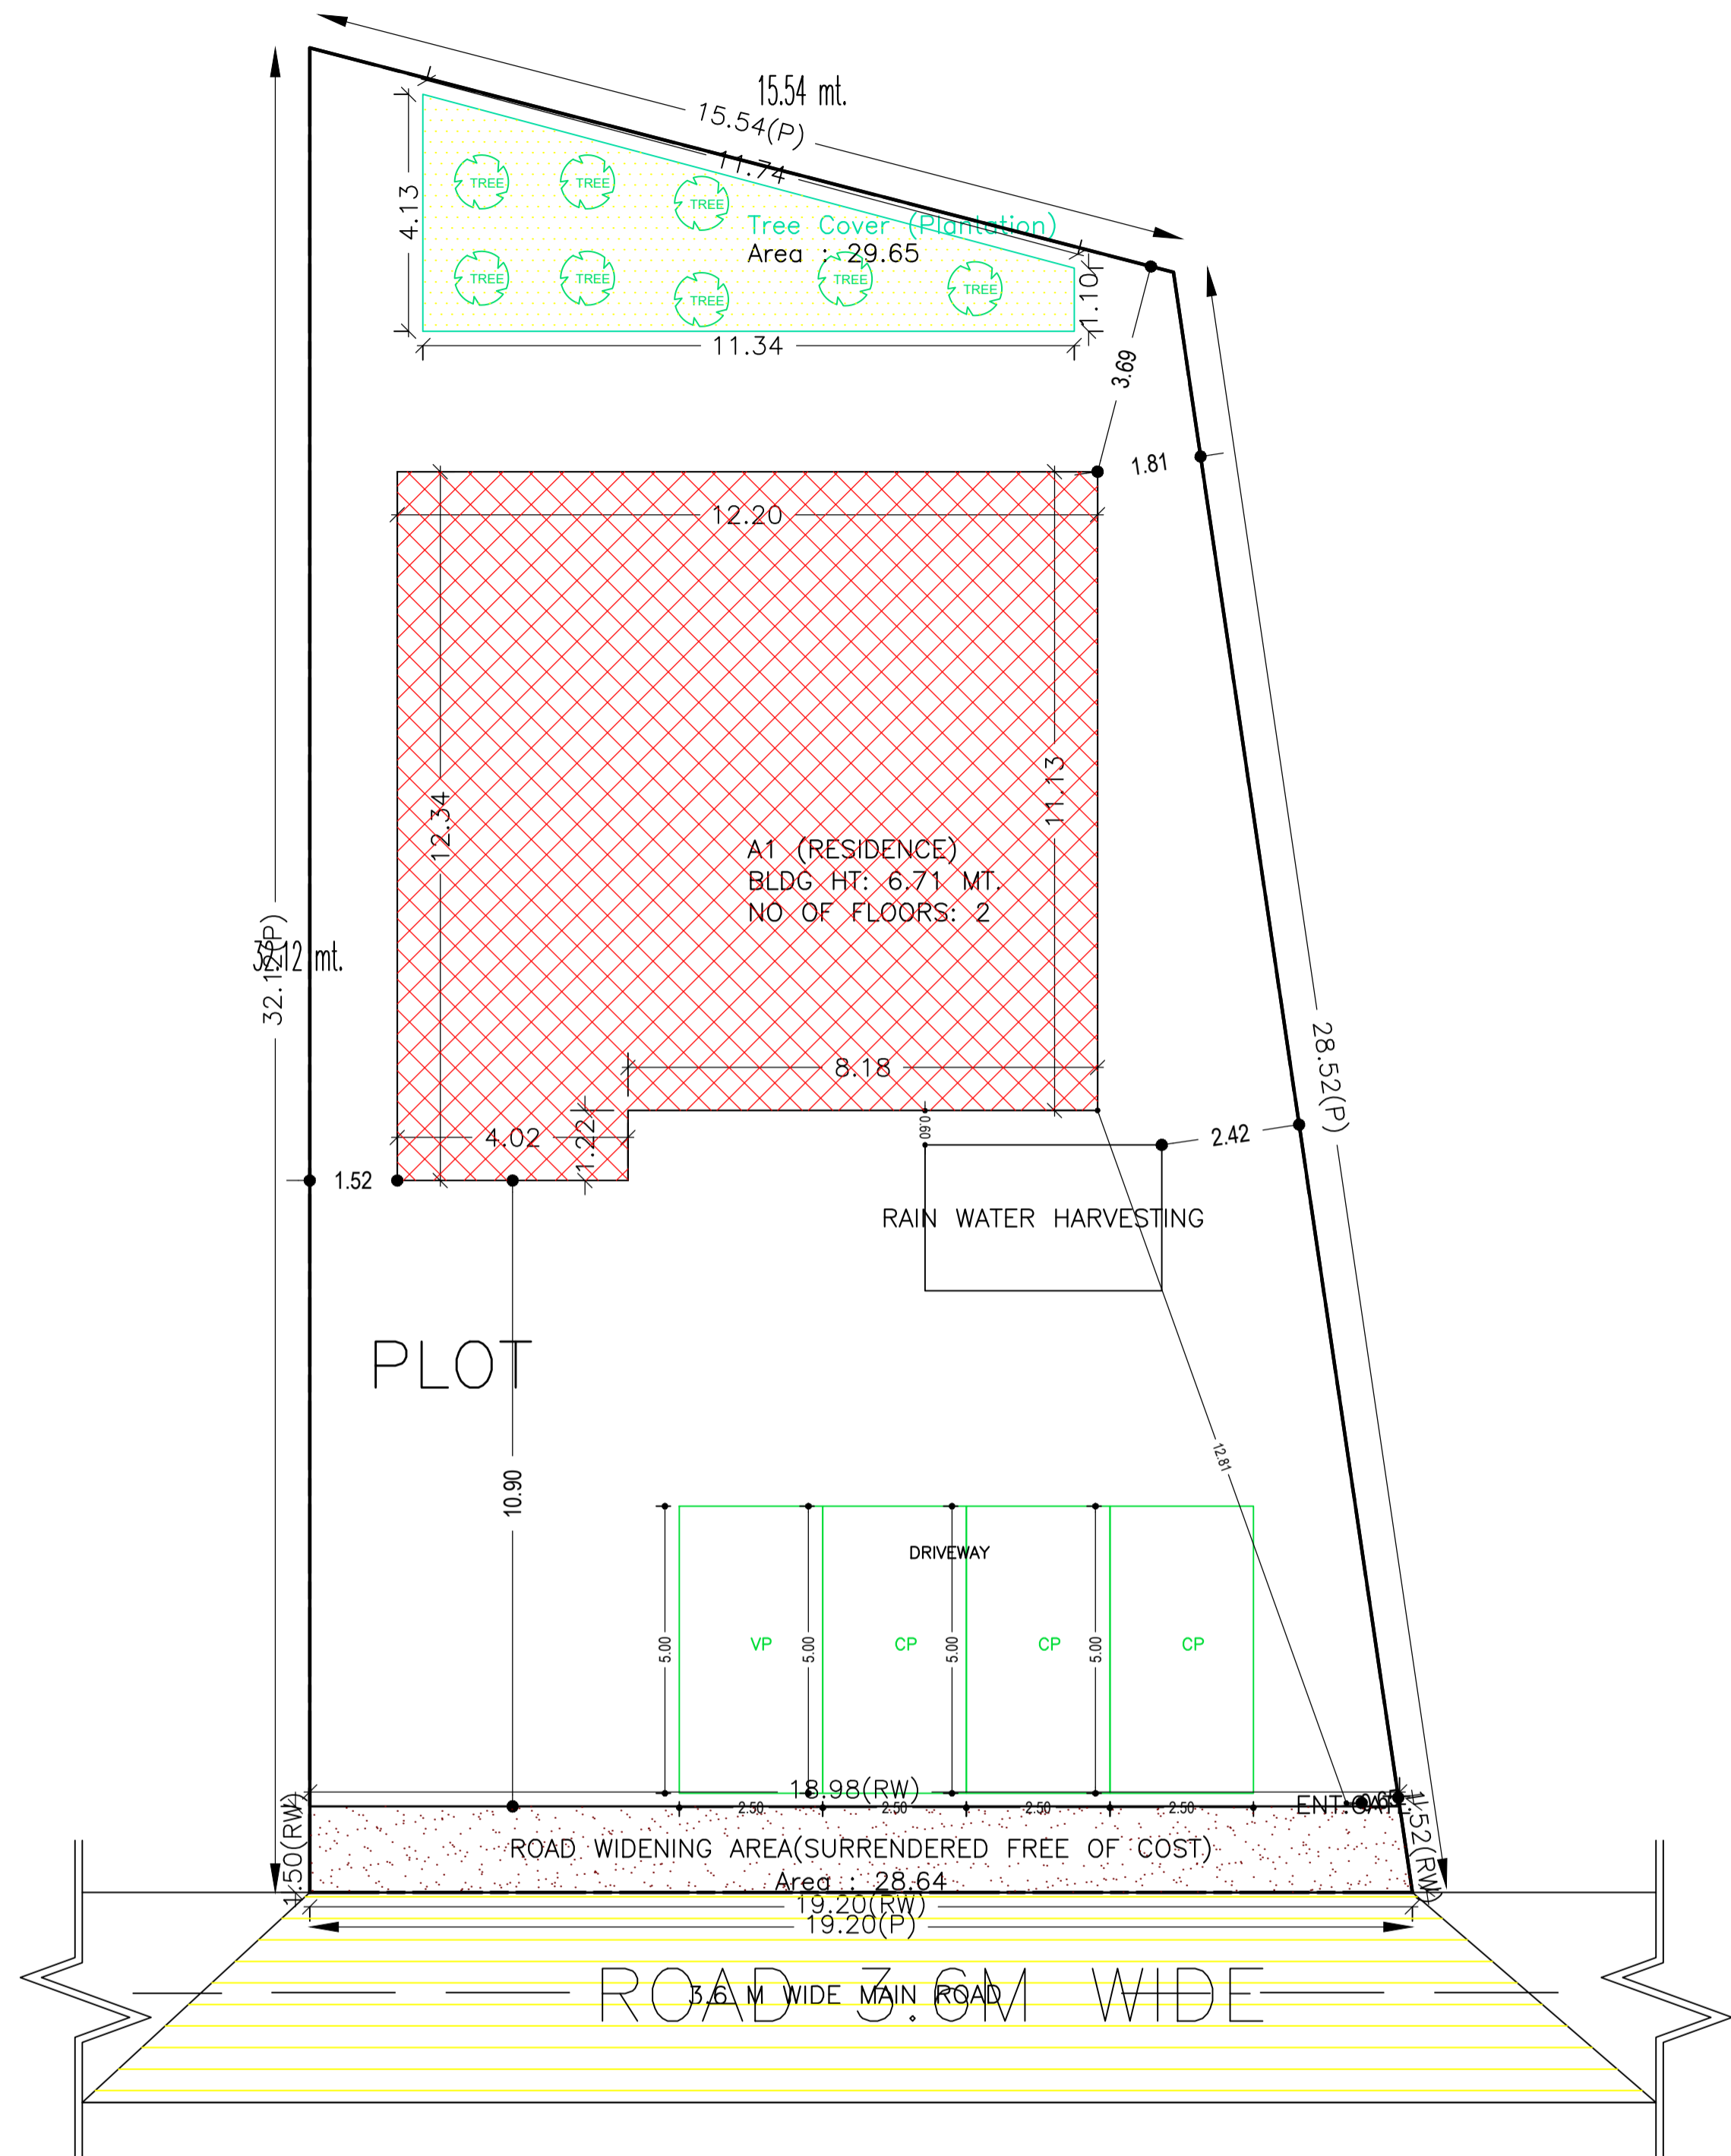 15.54 mt.
15.54(P)
11.74
4.13
TREE
TREE
TREE
Tree Cover (Plantation)
Area : 29.65
TREE
TREE
TREE
TREE
TREE
1.10
11.34
3.69
1.81
12.20
11.13
12.34
A1 (RESIDENCE)
BLDG HT: 6.71 MT.
NO OF FLOORS: 2
32.12 mt.
32.12(P)
28.52(P)
8.18
4.02
1.22
0.60
2.42
1.52
RAIN WATER HARVESTING
PLOT
12.81
10.90
DRIVEWAY
5.00
VP
5.00
CP
5.00
CP
5.00
CP
18.98(RW)
2.50
2.50
2.50
2.50
1.50(RW)
1.52(RW)
ROAD WIDENING AREA(SURRENDERED FREE OF COST)
Area : 28.64
19.20(RW)
19.20(P)
ROAD 3.6M WIDE
3.6 M WIDE MAIN ROAD